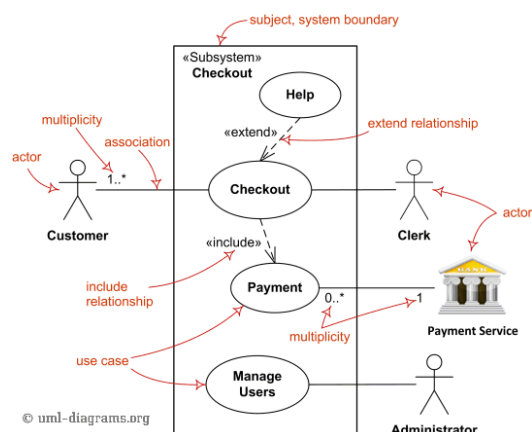 subject, system boundary
«Subsystem»
Checkout
Help
multiplicity
«extend»
extend relationship
association
actor
1..*
Checkout
Customer
Clerk
actor
«include»
include
relationship
Payment
0..*
1
BANK
multiplicity
Payment Service
use case
Manage
Users
© uml-diagrams.org
Administrator